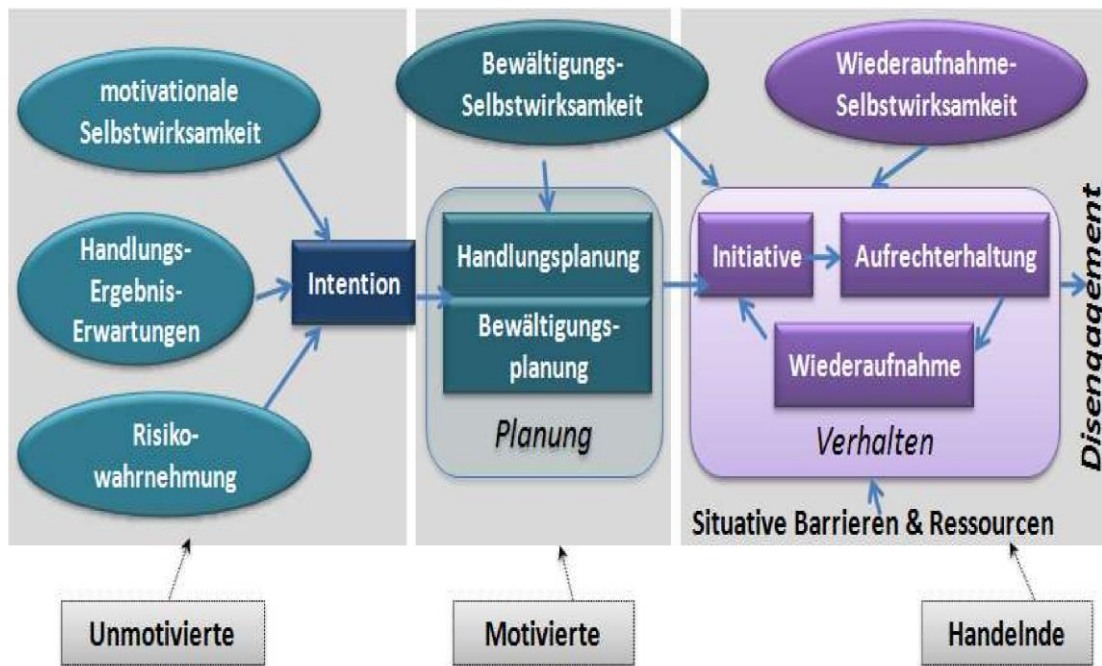 motivationale
Selbstwirksamkeit
Handlungs-
Ergebnis-
Erwartungen
Risiko-
wahrnehmung
Intention
Bewältigungs-
Selbstwirksamkeit
Handlungsplanung
Bewältigungs-
planung
Planung
Wiederaufnahme-
Selbstwirksamkeit
Initiative
Aufrechterhaltung
Wiederaufnahme
Verhalten
Disengagement
Situative Barrieren & Ressourcen
Unmotivierte
Motivierte
Handelnde